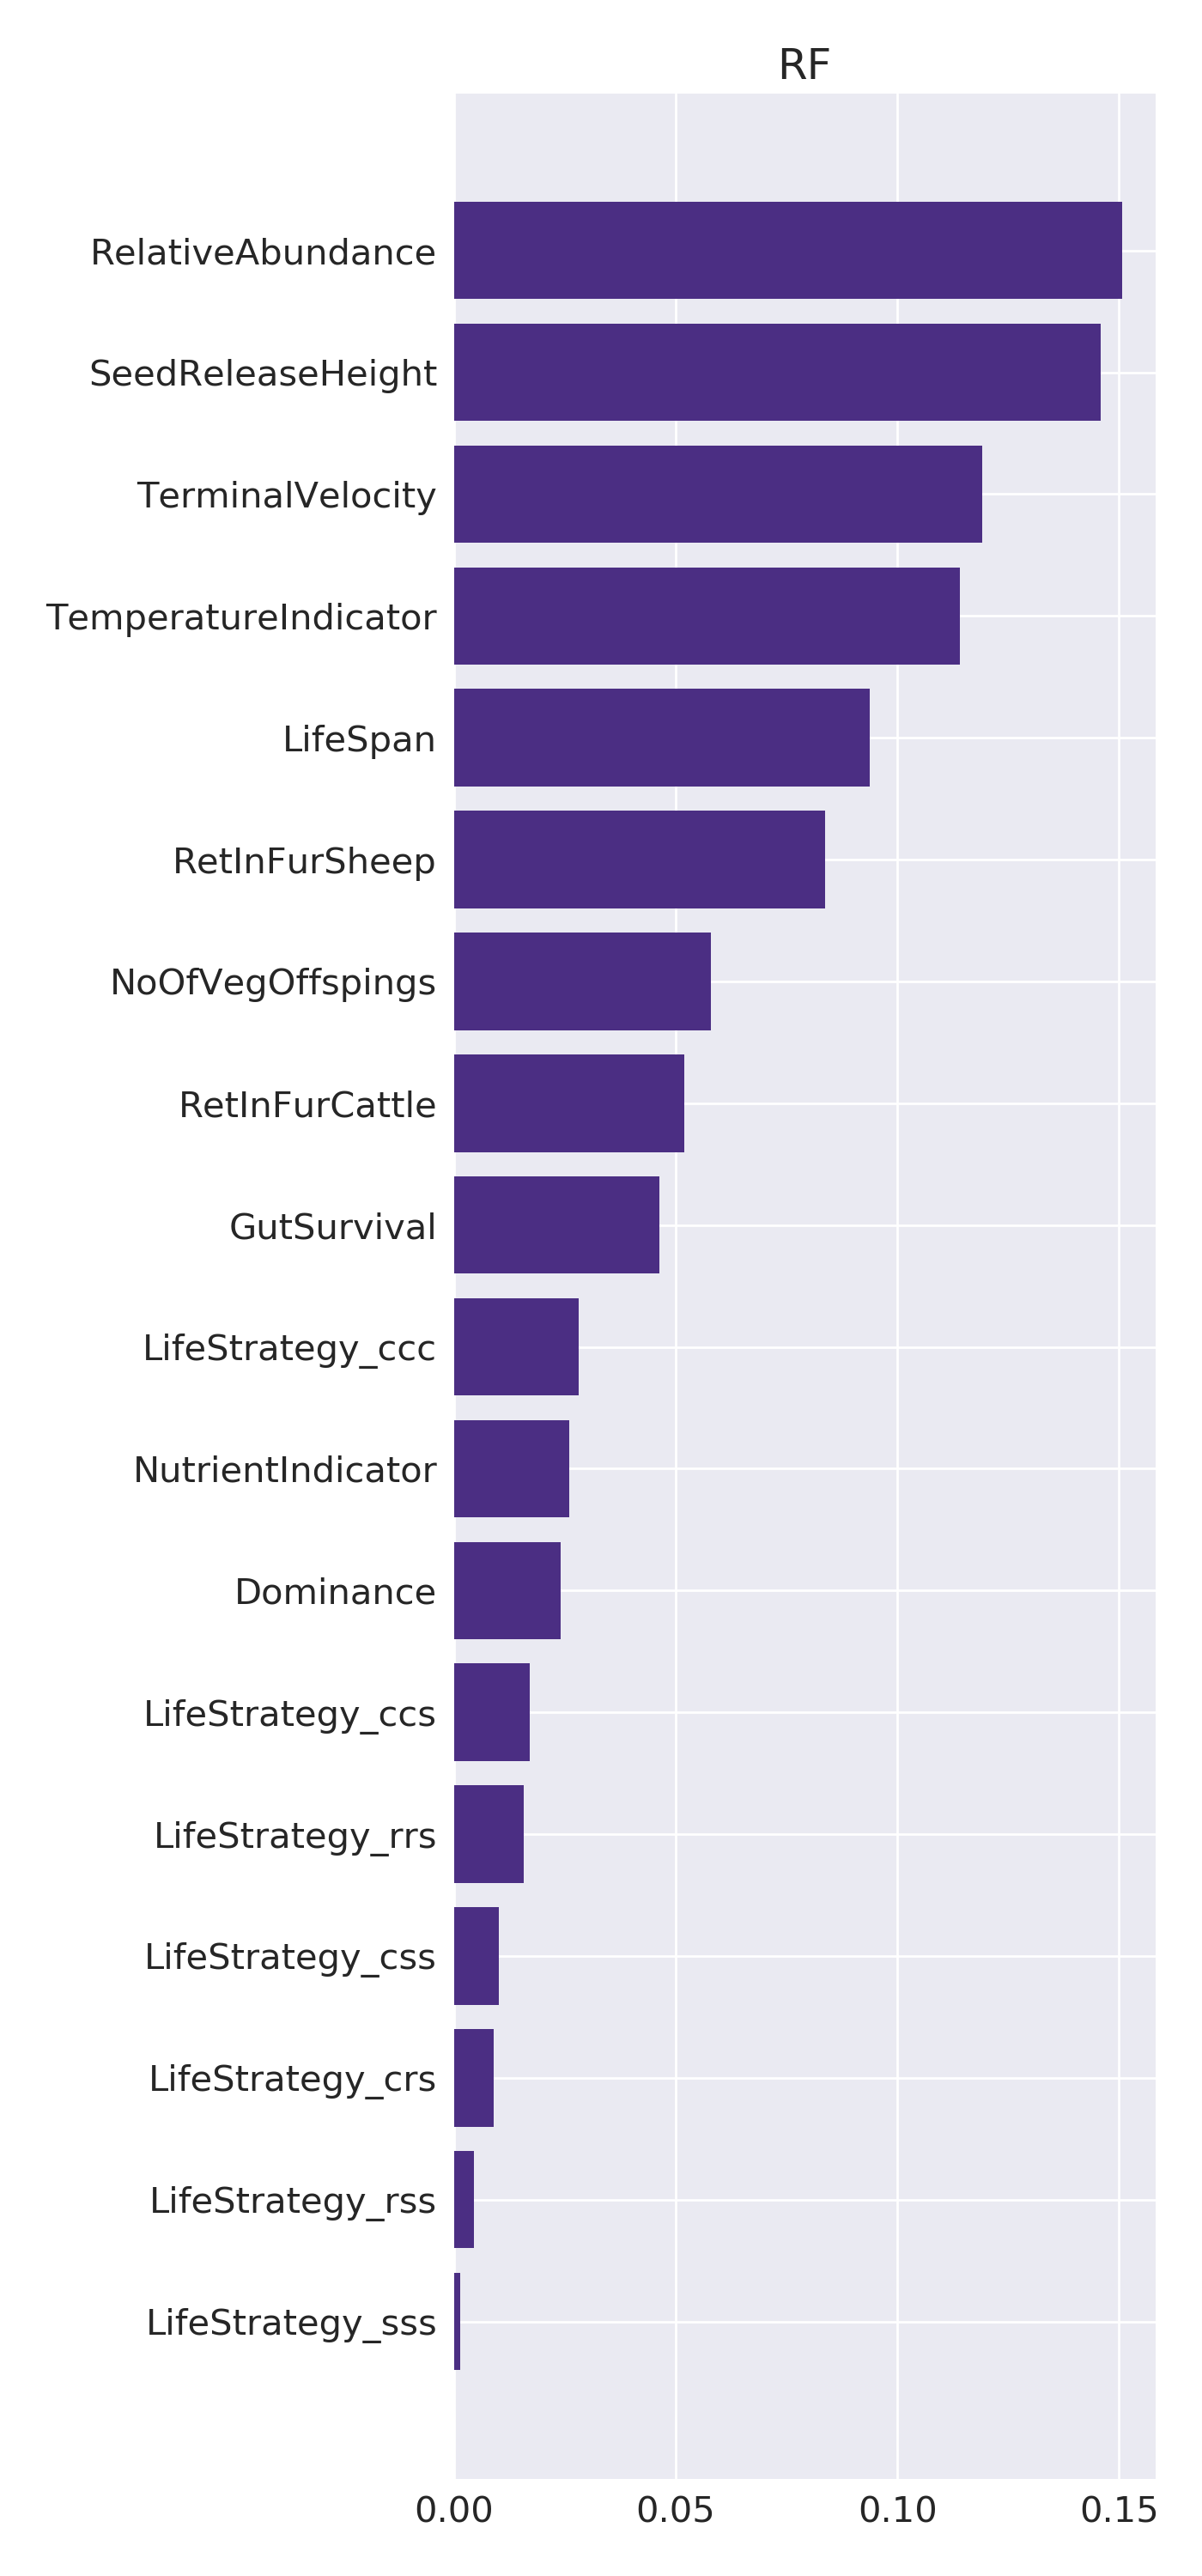 RF
RelativeAbundance
SeedReleaseHeight
TerminalVelocity
TemperatureIndicator
LifeSpan
RetInFurSheep
NoOfVegOffspings
RetInFurCattle
GutSurvival
LifeStrategy_ccc
NutrientIndicator
Dominance
LifeStrategy_ccs
LifeStrategy_rrs
LifeStrategy_css
LifeStrategy_crs
LifeStrategy_rss
LifeStrategy_sss
0.00 0.05 0.10 0.15